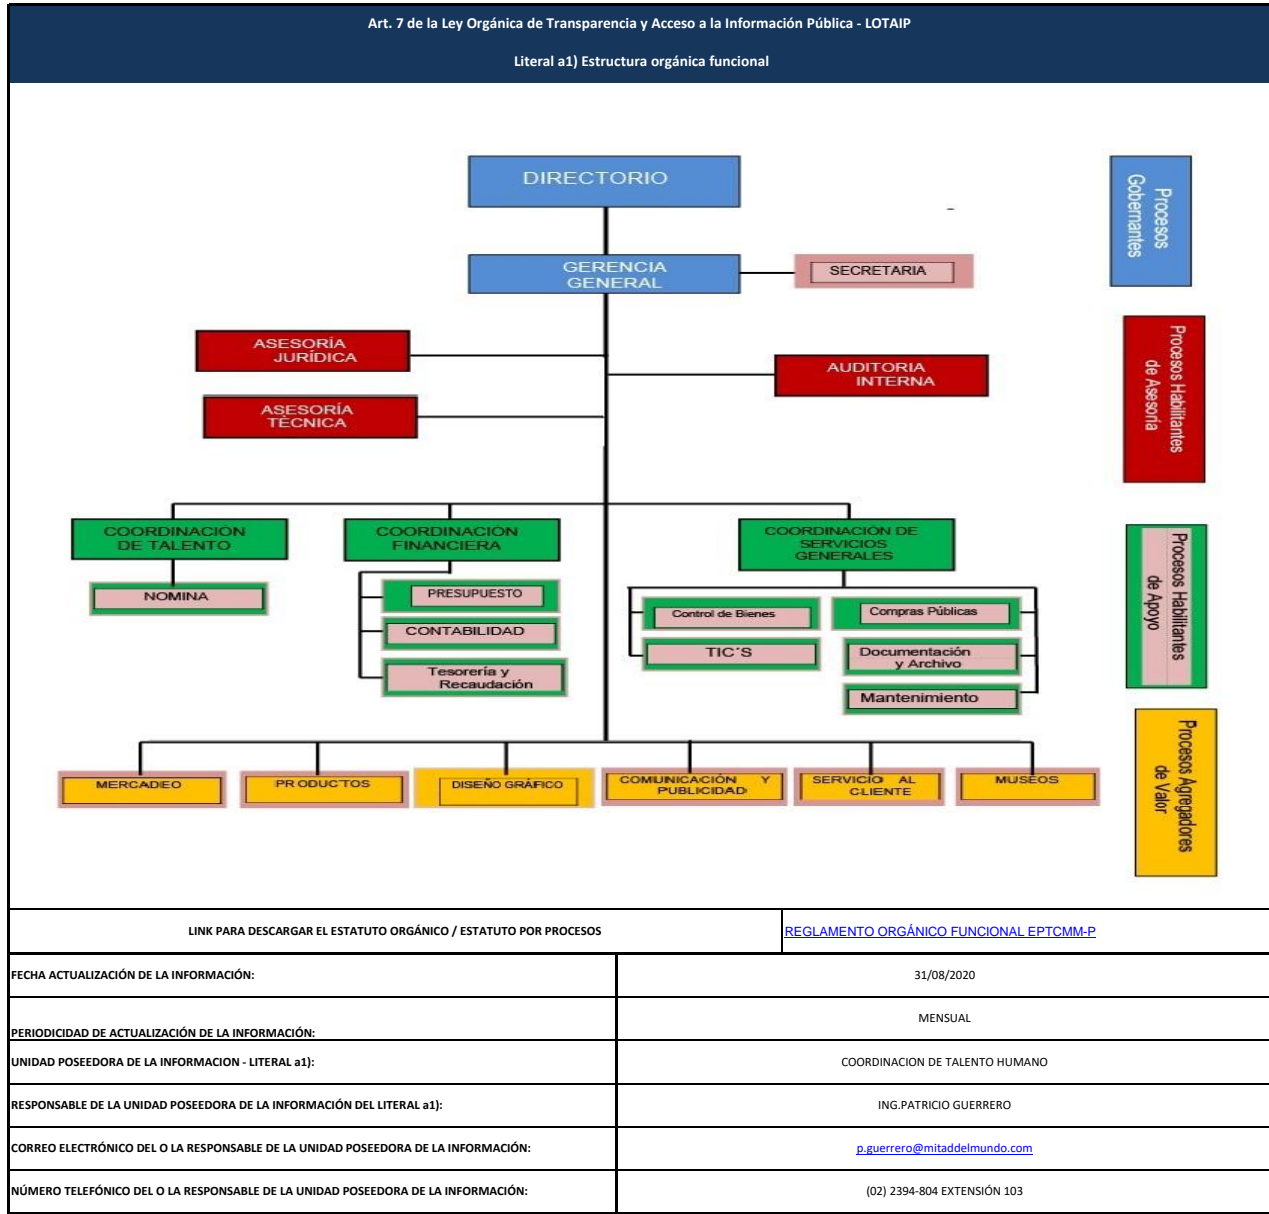 Art. 7 de la Ley Orgánica de Transparencia y Acceso a la Información Pública - LOTAIP
Literal a1) Estructura orgánica funcional
DIRECTORIO
Procesos
Gobernantes
GERENCIA
GENERAL
SECRETARIA
ASESORÍA
JURÍDICA
AUDITORIA
INTERNA
ASESORÍA
TÈCNICA
Procesos Habilitantes
de Asesoría
COORDINACIÓN
DE TALENTO
COORDINACIÓN
FINANCIERA
COORDINACIÓN DE
SERVICIOS
GENERALES
Procesos Habilitantes
de Apoyo
NOMINA
PRESUPUESTO
CONTABILIDAD
Tesorería y
Recaudación
Control de Bienes
Compras Públicas
TIC´S
Documentación
y Archivo
Mantenimiento
MERCADEO
PRODUCTOS
DISEÑO GRÁFICO
COMUNICACIÓN Y
PUBLICIDAD
SERVICIO AL
CLIENTE
MUSEOS
Procesos Agregadores
de Valor
LINK PARA DESCARGAR EL ESTATUTO ORGÁNICO / ESTATUTO POR PROCESOS
REGLAMENTO ORGÁNICO FUNCIONAL EPTCMM-P
FECHA ACTUALIZACIÓN DE LA INFORMACIÓN:
31/08/2020
PERIODICIDAD DE ACTUALIZACIÓN DE LA INFORMACIÓN:
MENSUAL
UNIDAD POSEEDORA DE LA INFORMACION - LITERAL a1):
COORDINACION DE TALENTO HUMANO
RESPONSABLE DE LA UNIDAD POSEEDORA DE LA INFORMACIÓN DEL LITERAL a1):
ING.PATRICIO GUERRERO
CORREO ELECTRÓNICO DEL O LA RESPONSABLE DE LA UNIDAD POSEEDORA DE LA INFORMACIÓN:
p.guerrero@mitaddelmundo.com
NÚMERO TELEFÓNICO DEL O LA RESPONSABLE DE LA UNIDAD POSEEDORA DE LA INFORMACIÓN:
(02) 2394-804 EXTENSIÓN 103